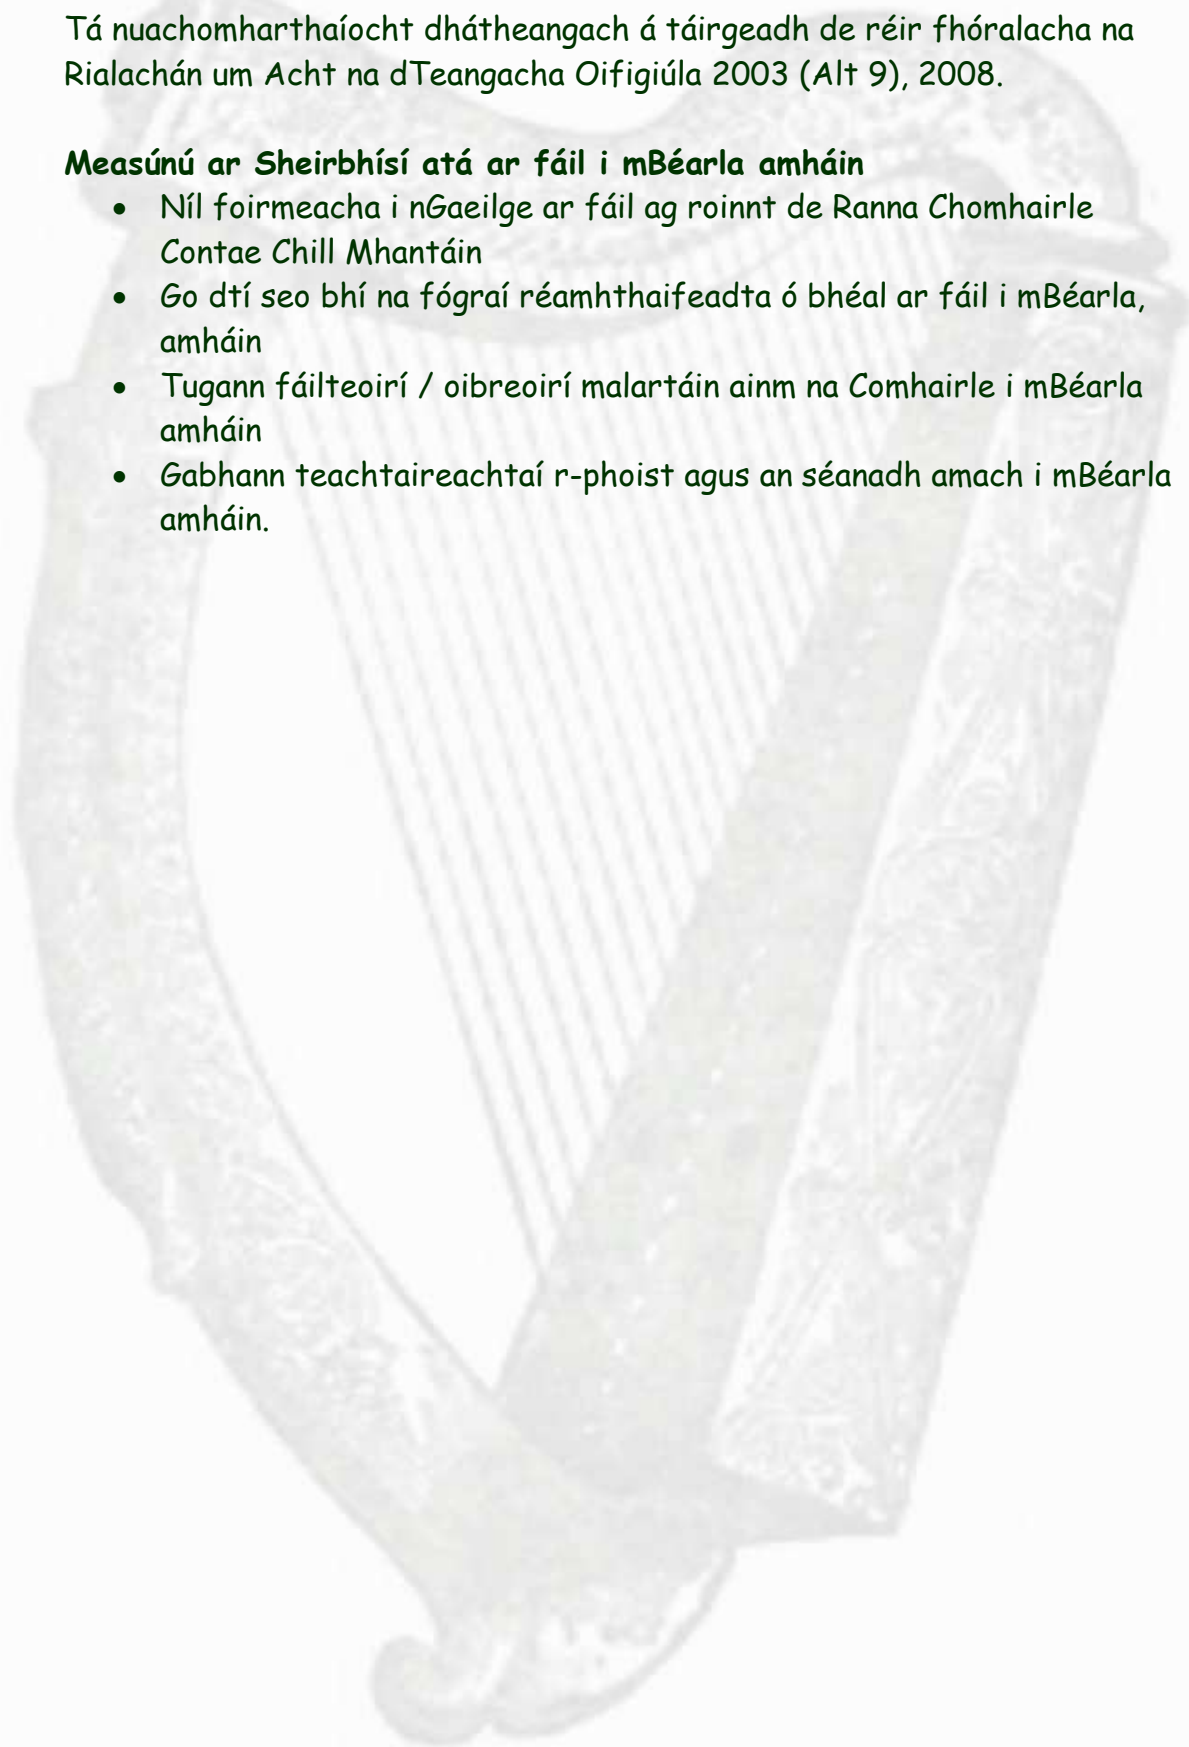 Tá nuachomharthaíocht dhátheangach á táirgeadh de réir fhóralacha na
Rialachán um Acht na dTeangacha Oifigiúla 2003 (Alt 9), 2008.
Measúnú ar Sheirbhísí atá ar fáil i mBéarla amháin
• Níl foirmeacha i nGaeilge ar fáil ag roinnt de Ranna Chomhairle
Contae Chill Mhantáin
• Go dtí seo bhí na fógraí réamhthaifeadta ó bhéal ar fáil i mBéarla,
amháin
• Tugann fáilteoirí / oibreoirí malartáin ainm na Comhairle i mBéarla
amháin
• Gabhann teachtaireachtaí r-phoist agus an séanadh amach i mBéarla
amháin.